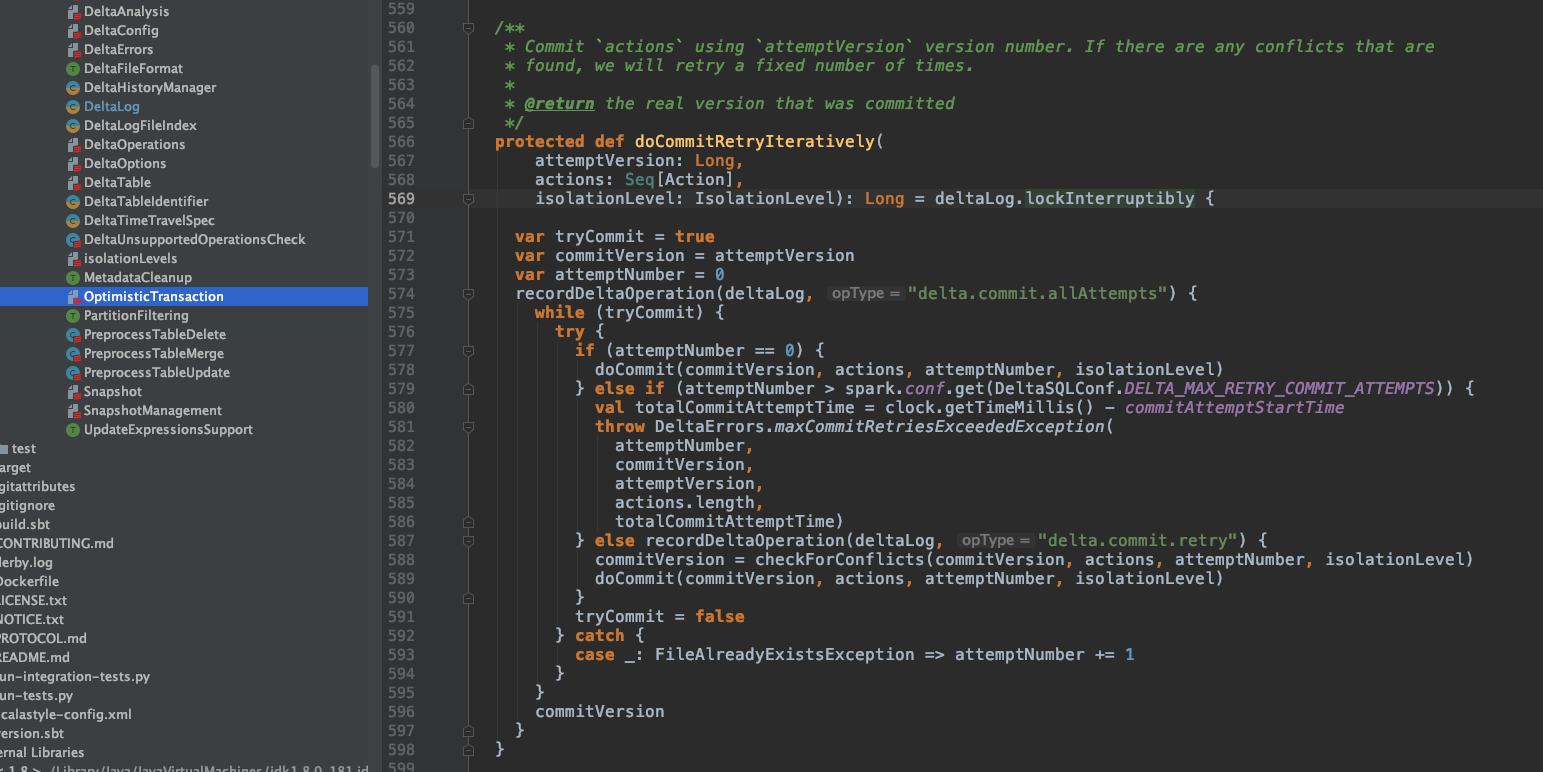 DeltaAnalysis
DeltaConfig
DeltaErrors
DeltaFileFormat
DeltaHistoryManager
DeltaLog
DeltaLogFileIndex
DeltaOperations
DeltaOptions
DeltaTable
DeltaTableIdentifier
DeltaTimeTravelSpec
DeltaUnsupportedOperationsCheck
isolationLevels
MetadataCleanup
OptimisticTransaction
PartitionFiltering
PreprocessTableDelete
PreprocessTableMerge
PreprocessTableUpdate
Snapshot
SnapshotManagement
UpdateExpressionsSupport
test
arget
gitattributes
gitignore
build.sbt
CONTRIBUTING.md
derby.log
Dockerfile
LICENSE.txt
NOTICE.txt
PROTOCOL.md
README.md
un-integration-tests.py
un-tests.py
calastyle-config.xml
version.sbt
ernal Libraries
559
560 /**
561 * Commit `actions` using `attemptVersion` version number. If there are any conflicts that are
562 * found, we will retry a fixed number of times.
563 *
564 * @return the real version that was committed
565 */
566 protected def doCommitRetryIteratively(
567 attemptVersion: Long,
568 actions: Seq[Action],
569 isolationLevel: IsolationLevel): Long = deltaLog.lockInterruptibly {
570
571 var tryCommit = true
572 var commitVersion = attemptVersion
573 var attemptNumber = 0
574 recordDeltaOperation(deltaLog, opType = "delta.commit.allAttempts") {
575 while (tryCommit) {
576 try {
577 if (attemptNumber == 0) {
578 doCommit(commitVersion, actions, attemptNumber, isolationLevel)
579 } else if (attemptNumber > spark.conf.get(DeltaSQLConf.DELTA_MAX_RETRY_COMMIT_ATTEMPTS)) {
580 val totalCommitAttemptTime = clock.getTimeMillis() - commitAttemptStartTime
581 throw DeltaErrors.maxCommitRetriesExceededException(
582 attemptNumber,
583 commitVersion,
584 attemptVersion,
585 actions.length,
586 totalCommitAttemptTime)
587 } else recordDeltaOperation(deltaLog, opType = "delta.commit.retry") {
588 commitVersion = checkForConflicts(commitVersion, actions, attemptNumber, isolationLevel)
589 doCommit(commitVersion, actions, attemptNumber, isolationLevel)
590 }
591 tryCommit = false
592 } catch {
593 case _: FileAlreadyExistsException => attemptNumber += 1
594 }
595 }
596 commitVersion
597 }
598 }
599